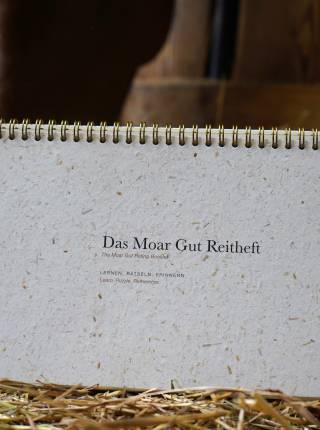 Das Moar Gut Reitheft
The Moar Gut Riding Booklet
LERNEN, RÄTSELN, ERINNERN
Learn, Puzzle, Remember